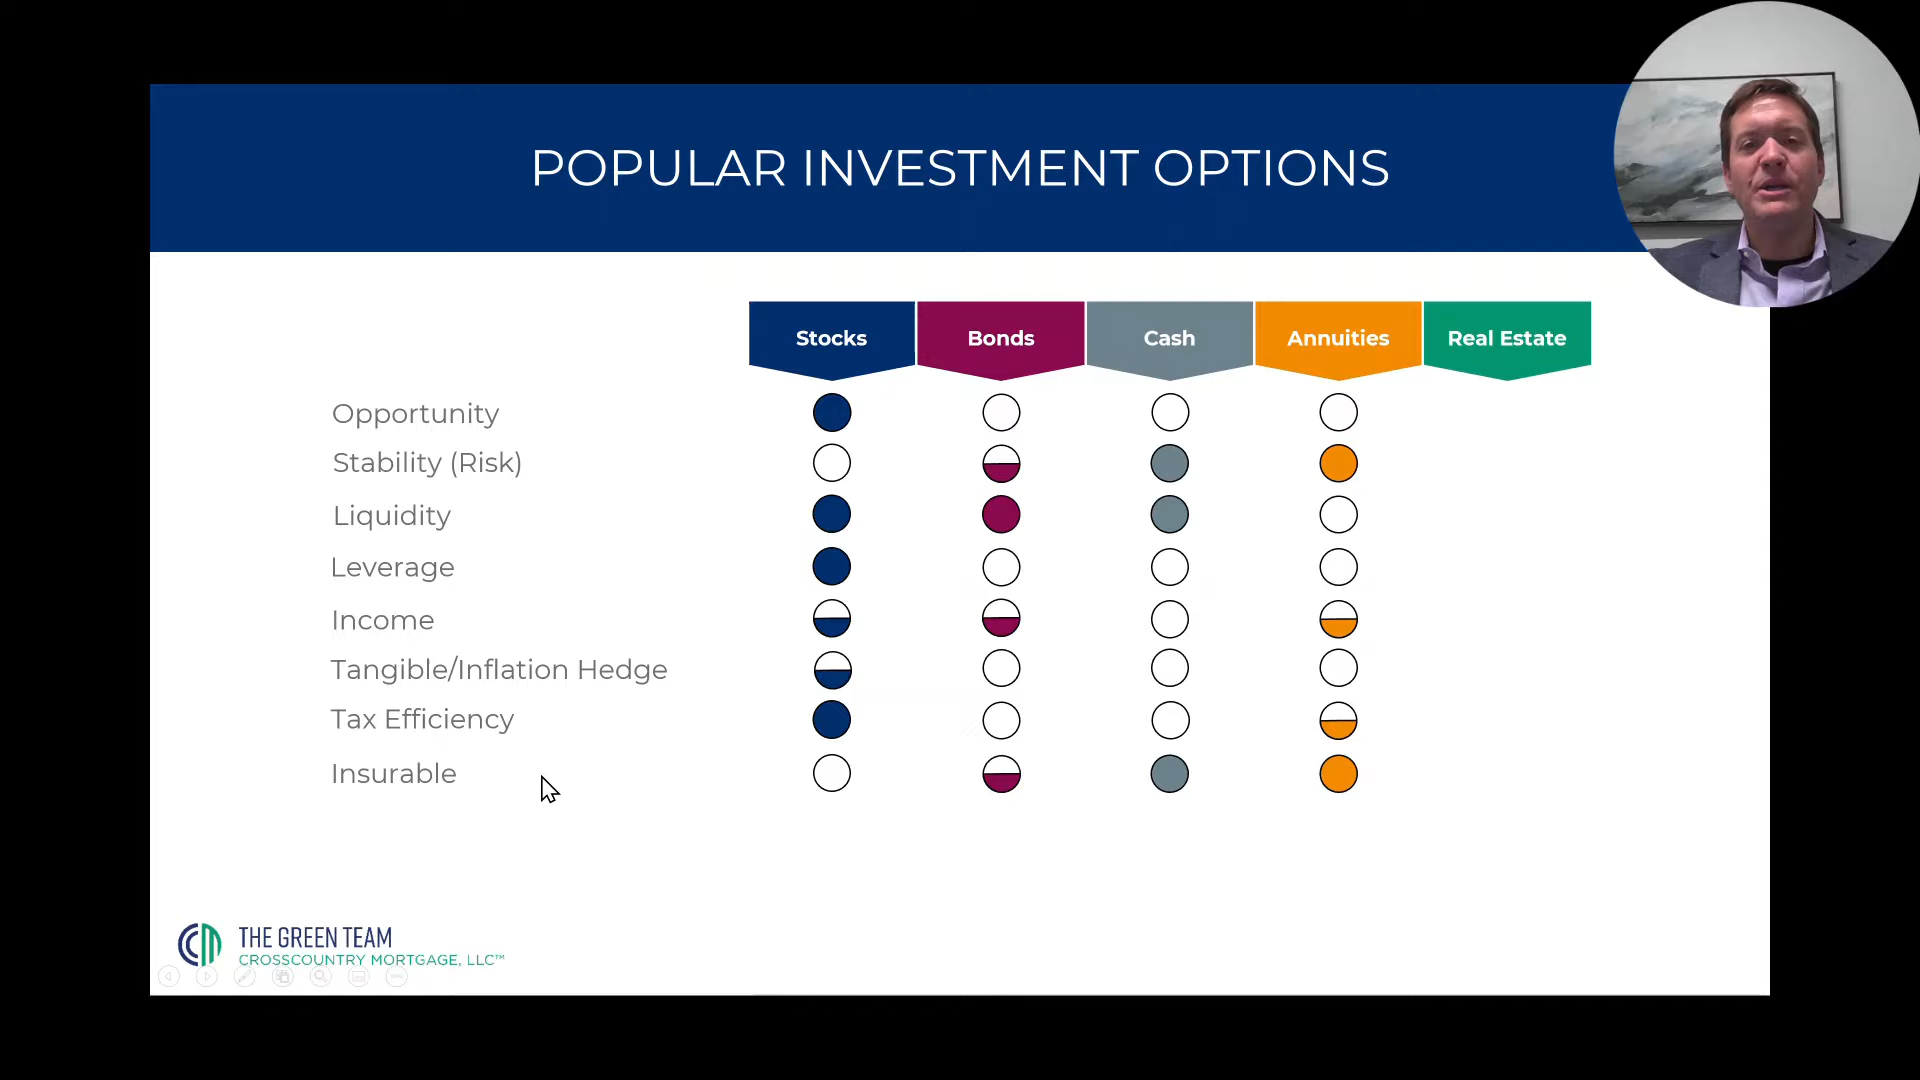 POPULAR INVESTMENT OPTIONS
Stocks Bonds Cash Annuities Real Estate
Opportunity
Stability (Risk)
Liquidity
Leverage
Income
Tangible/Inflation Hedge
Tax Efficiency
Insurable
THE GREEN TEAM
CROSSCOUNTRY MORTGAGE, LLC™